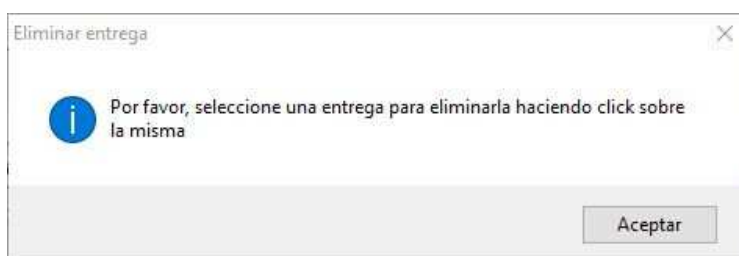 Eliminar entrega
Por favor, seleccione una entrega para eliminarla haciendo click sobre
la misma
Aceptar